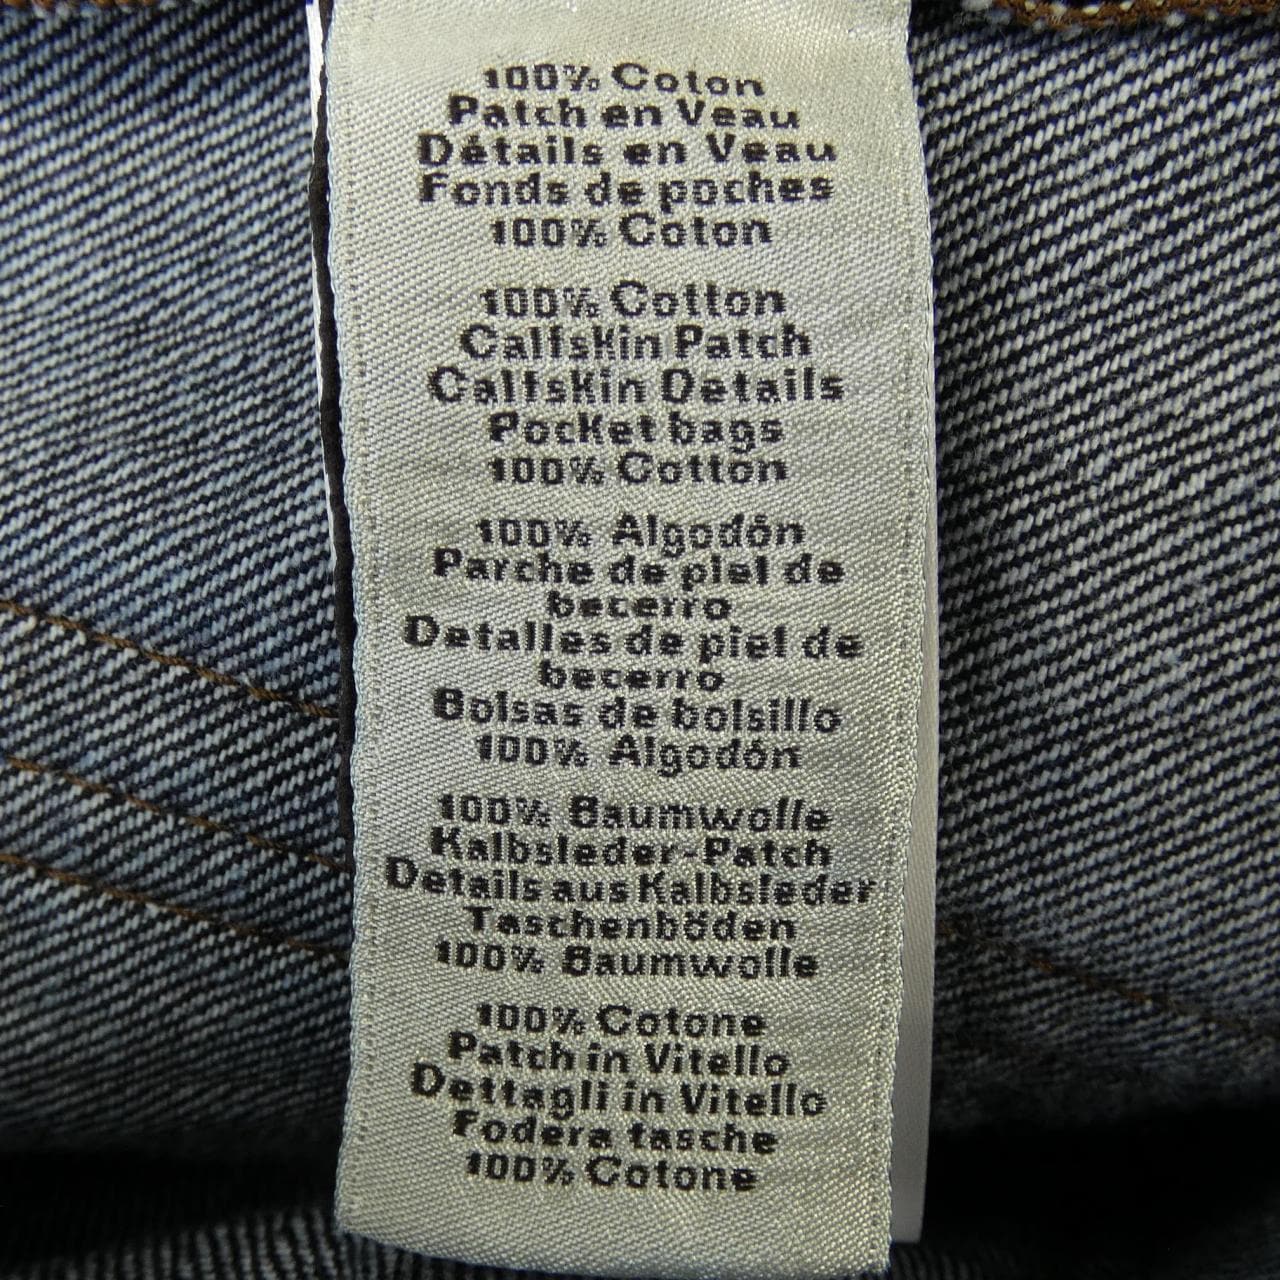 100% Coton
Patch en Veau
Détails en Veau
Fonds de poches
100% Coton
100% Cotton
Calfskin Patch
Calfskin Details
Pocket bags
100% Cotton
100% Algodón
Parche de piel de
becerro
Detalles de piel de
becerro
Bolsas de bolsillo
100% Algodón
100% Baumwolle
Kalbsleder-Patch
Details aus Kalbsleder
Taschenböden
100% Baumwolle
100% Cotone
Patch in Vitello
Dettagli in Vitello
Fodera tasche
100% Cotone